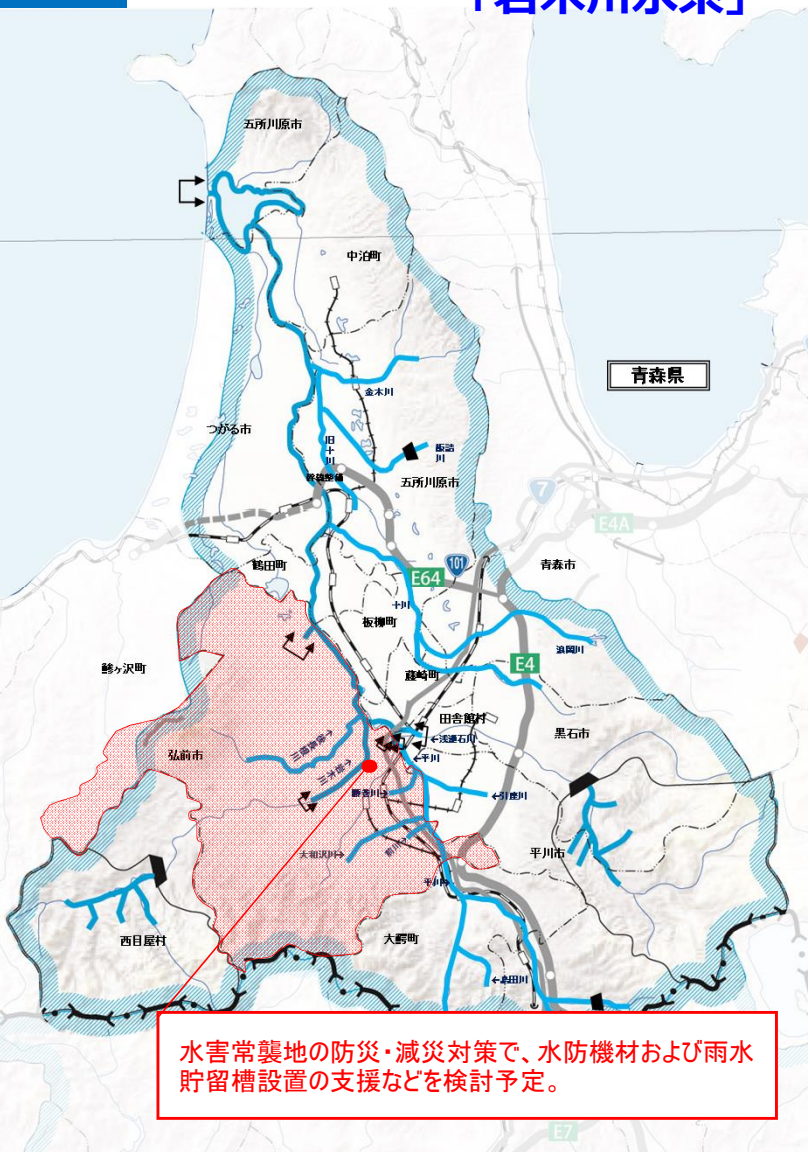 「岩木川水系」
五所川原市
中泊町
青森県
金木川
つがる市
旧十川
飯詰川
五所川原市
7
E4A
101
鶴田町
E64
青森市
十川
板柳町
浪岡川
鰺ヶ沢町
藤崎町
E4
田舎館村
黒石市
←浅瀬石川
弘前市
←平川
岩木川
←引座川
大和沢川→
平川市
平川→
西目屋村
大鰐町
水害常襲地の防災・減災対策で、水防機材および雨水
貯留槽設置の支援などを検討予定。
E7